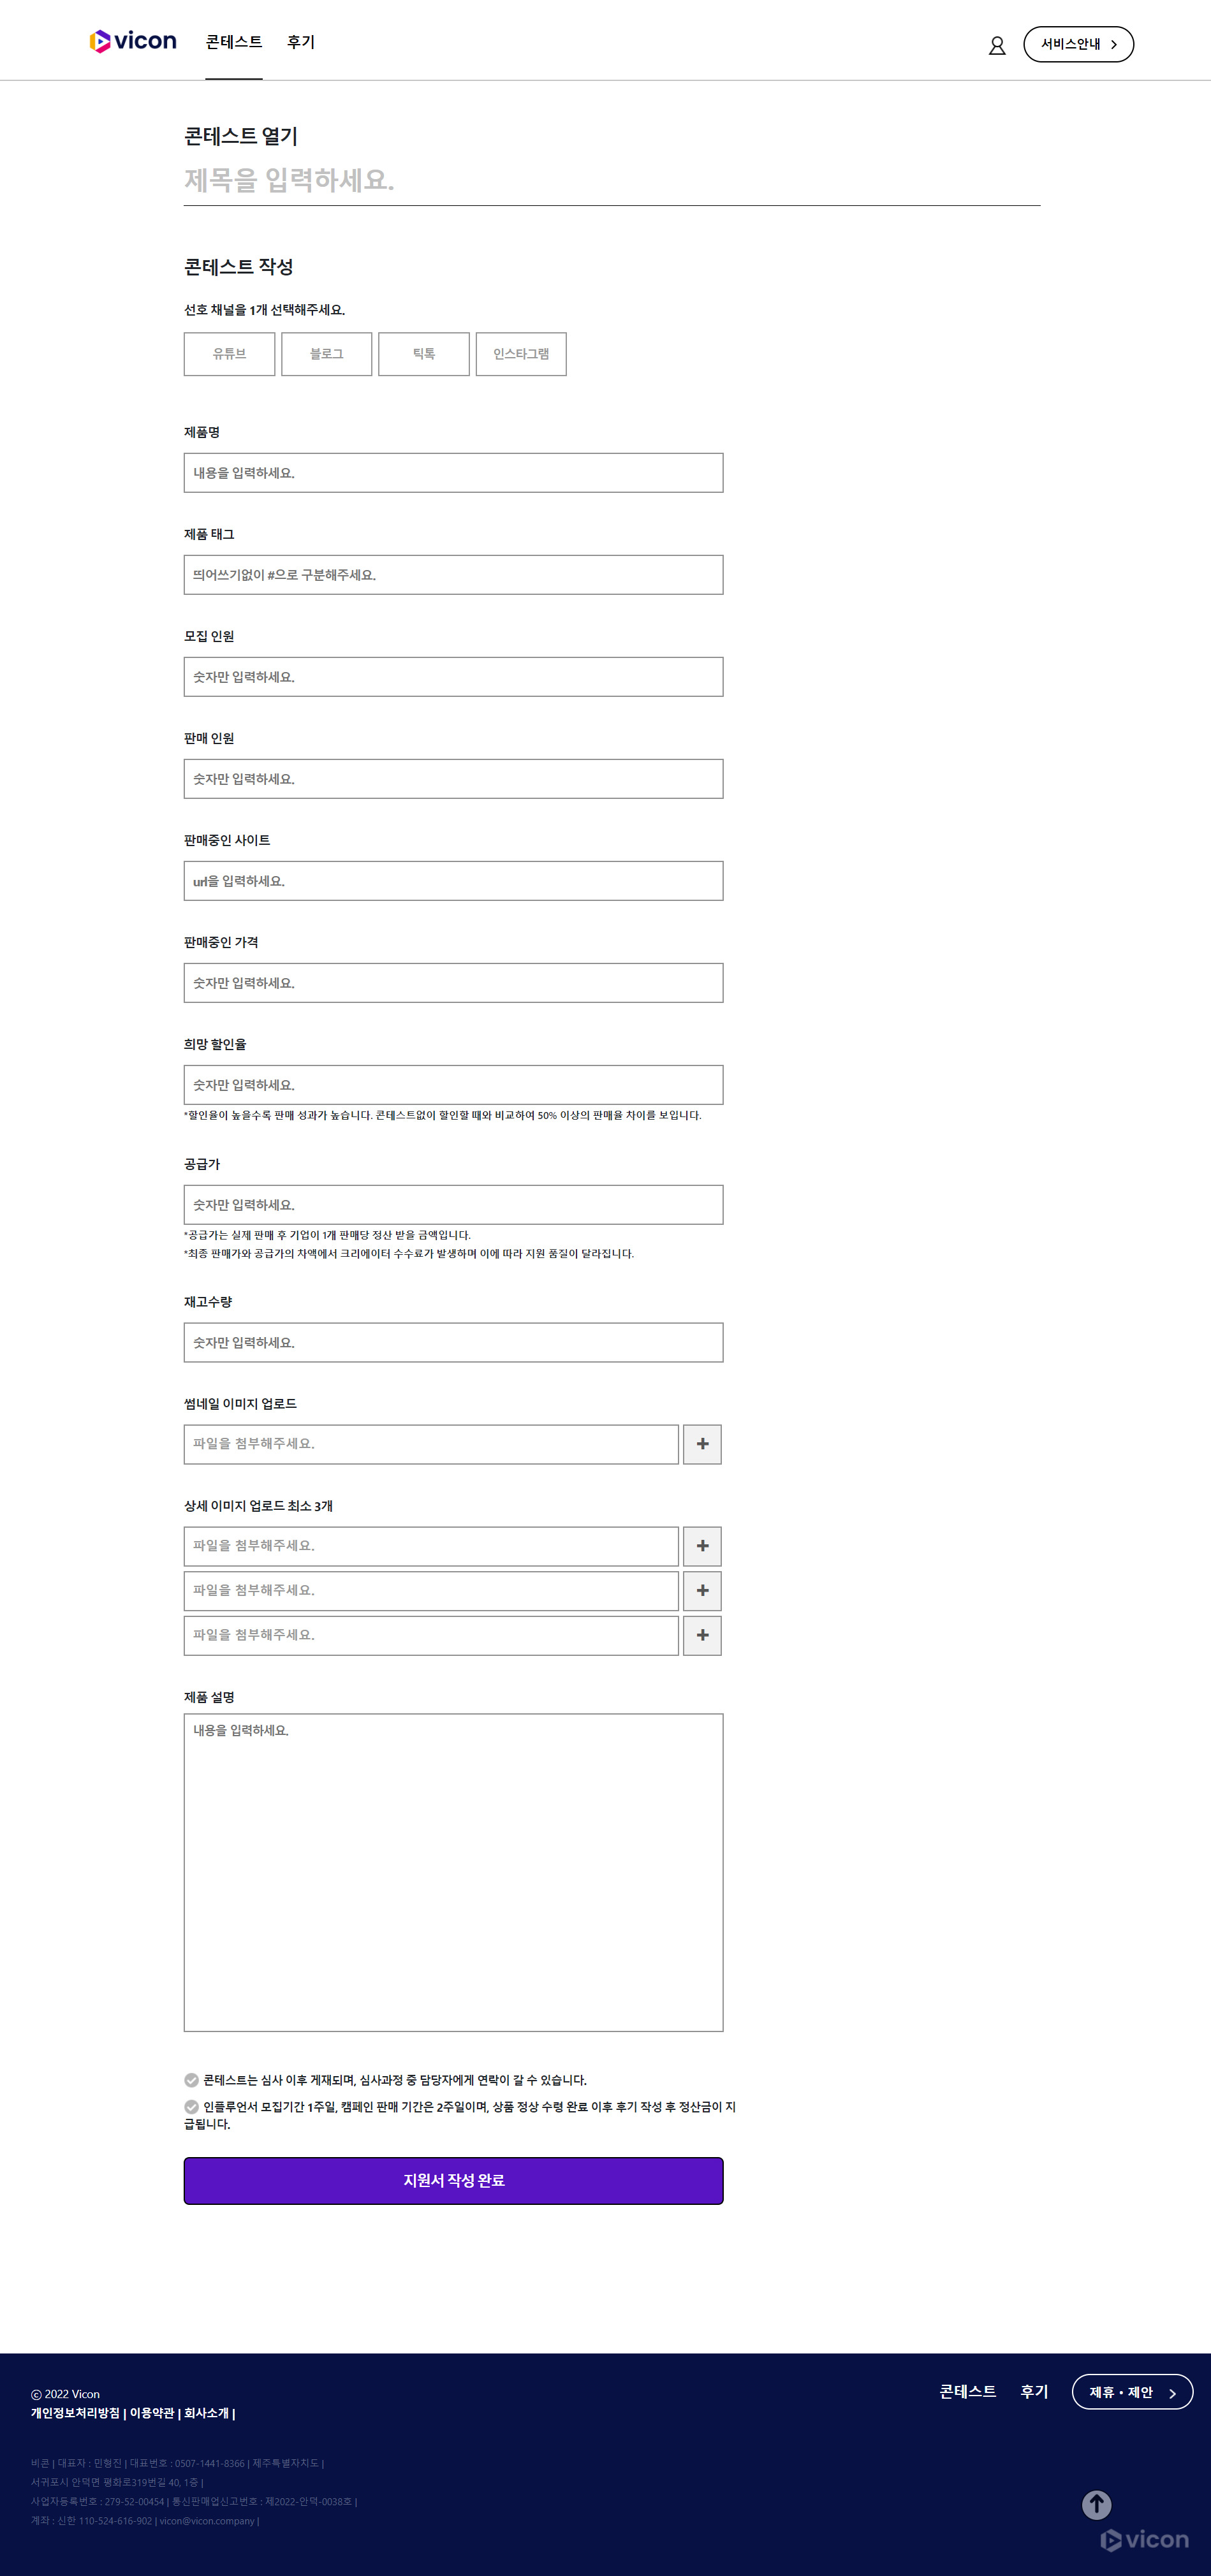 vicon 콘테스트 후기 서비스안내
콘테스트 열기
제목을 입력하세요.
콘테스트 작성
선호 채널을 1개 선택해주세요.
유튜브 블로그 틱톡 인스타그램
제품명
내용을 입력하세요.
제품 태그
띄어쓰기없이 #으로 구분해주세요.
모집 인원
숫자만 입력하세요.
판매 인원
숫자만 입력하세요.
판매중인 사이트
url을 입력하세요.
판매중인 가격
숫자만 입력하세요.
희망 할인율
숫자만 입력하세요.
*할인율이 높을수록 판매 성과가 높습니다. 콘테스트없이 할인할 때와 비교하여 50% 이상의 판매율 차이를 보입니다.
공급가
숫자만 입력하세요.
*공급가는 실제 판매 후 기업이 1개 판매당 정산 받을 금액입니다.
*최종 판매가와 공급가의 차액에서 크리에이터 수수료가 발생하며 이에 따라 지원 품질이 달라집니다.
재고수량
숫자만 입력하세요.
썸네일 이미지 업로드
파일을 첨부해주세요.
상세 이미지 업로드 최소 3개
파일을 첨부해주세요.
파일을 첨부해주세요.
파일을 첨부해주세요.
제품 설명
내용을 입력하세요.
콘테스트는 심사 이후 게재되며, 심사과정 중 담당자에게 연락이 갈 수 있습니다.
인플루언서 모집기간 1주일, 캠페인 판매 기간은 2주일이며, 상품 정상 수령 완료 이후 후기 작성 후 정산금이 지
급됩니다.
지원서 작성 완료
콘테스트 후기 제휴 • 제안
ⓒ 2022 Vicon
개인정보처리방침 | 이용약관 | 회사소개 |
비콘 | 대표자 : 민형진 | 대표번호 : 0507-1441-8366 | 제주특별자치도 |
서귀포시 안덕면 평화로319번길 40, 1층 |
사업자등록번호 : 279-52-00454 | 통신판매업신고번호 : 제2022-안덕-0038호 |
계좌 : 신한 110-524-616-902 | vicon@vicon.company |
vicon